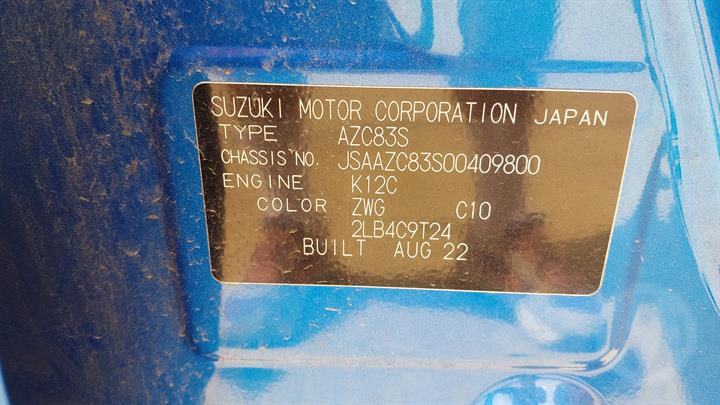 SUZUKI MOTOR CORPORATION JAPAN
TYPE AZC83S
CHASSIS NO. JSAAZC83S00409800
ENGINE K12C
COLOR ZWG C10
2LB4C9T24
BUILT AUG 22